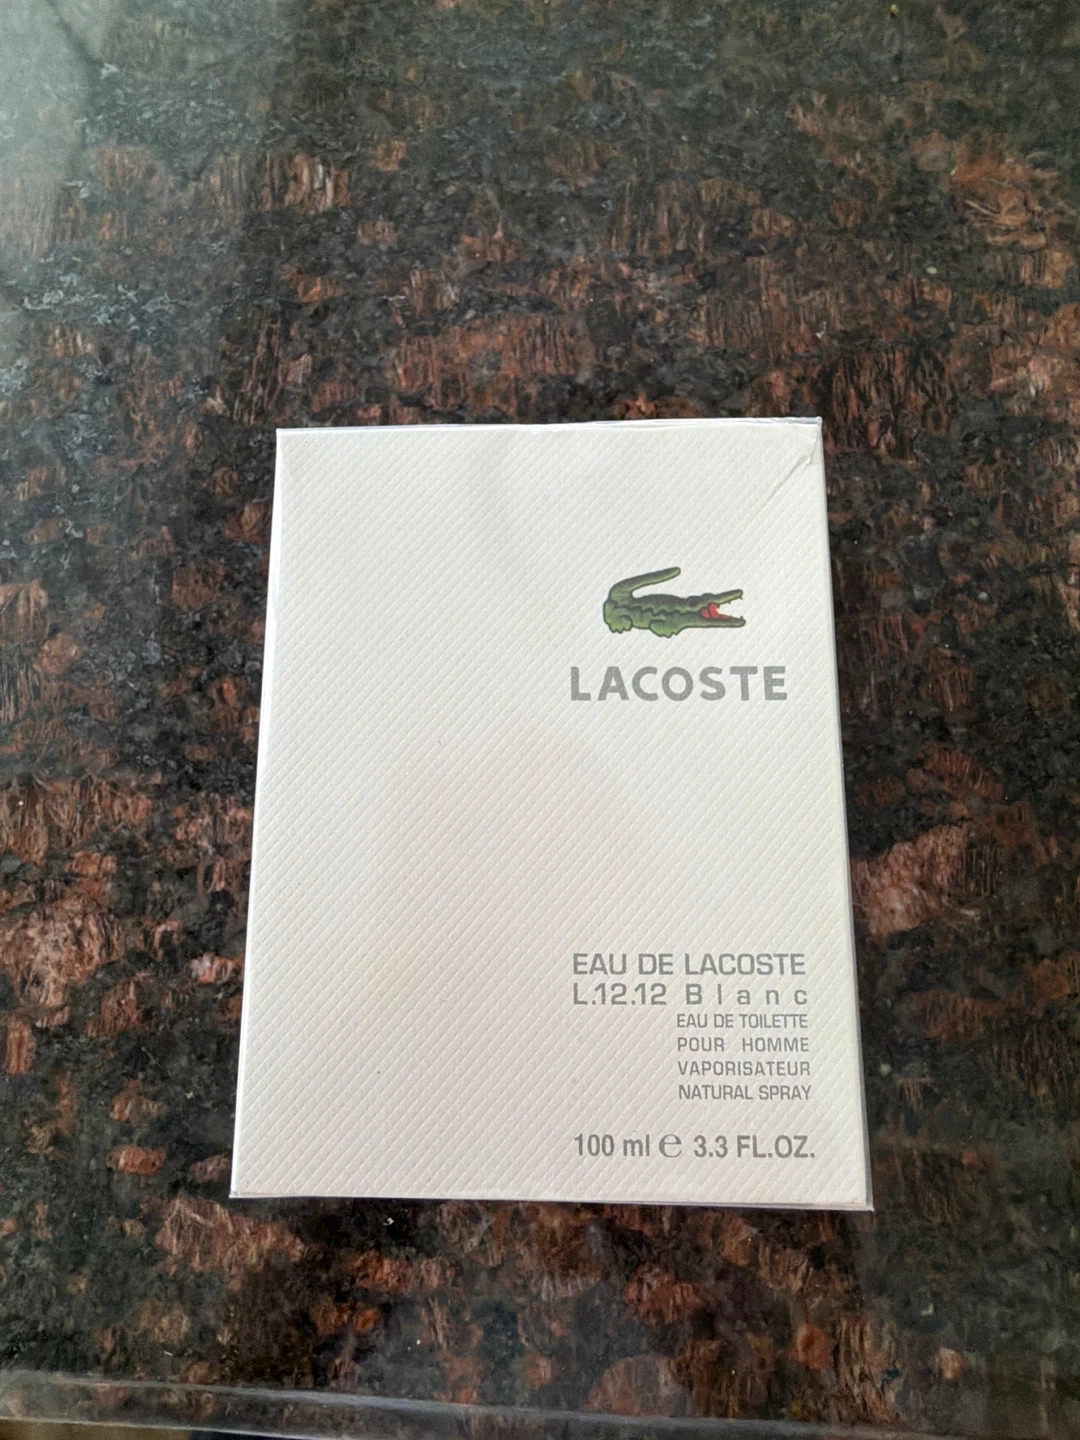 LACOSTE
EAU DE LACOSTE
L.12.12 Blanc
EAU DE TOILETTE
POUR HOMME
VAPORISATEUR
NATURAL SPRAY
100 ml ℮ 3.3 FL.OZ.